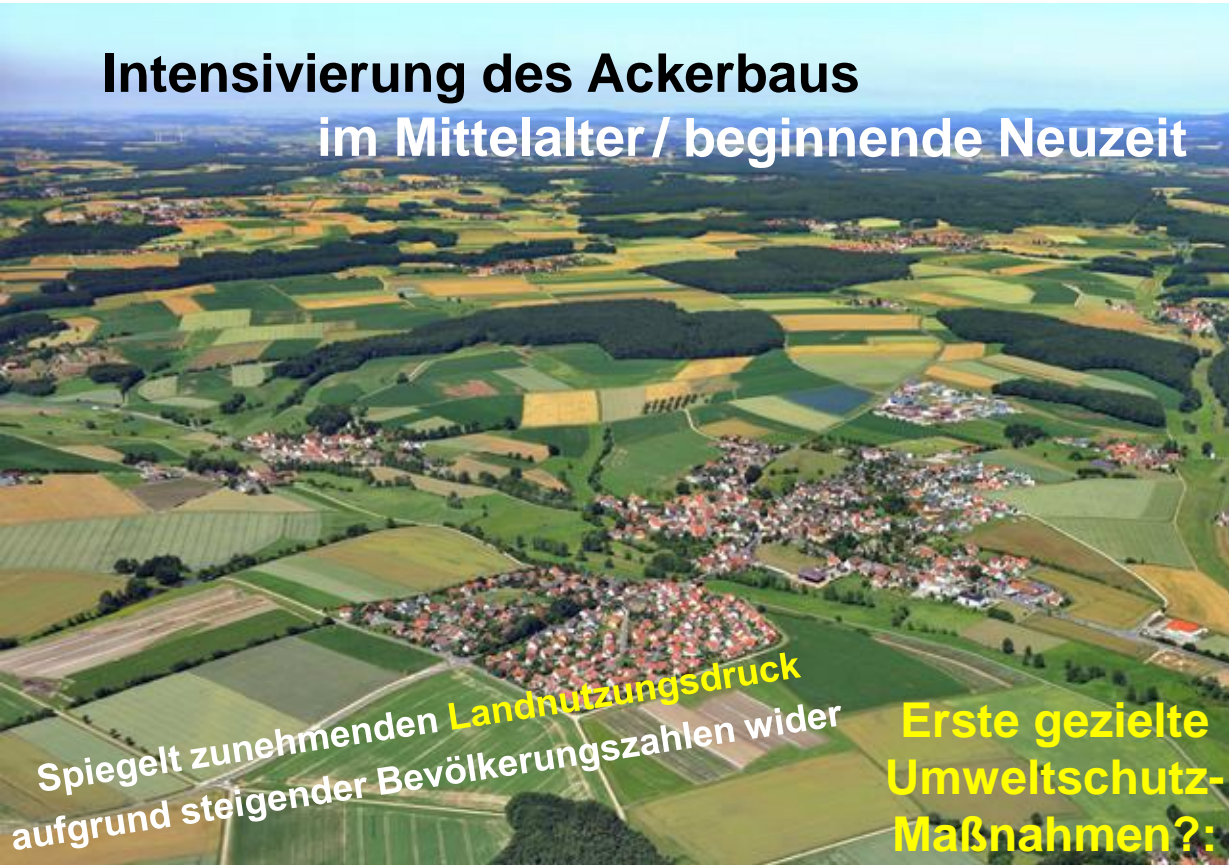 Intensivierung des Ackerbaus
im Mittelalter / beginnende Neuzeit
Spiegelt zunehmenden Landnutzungsdruck
aufgrund steigender Bevölkerungszahlen wider
Erste gezielte
Umweltschutz-
Maßnahmen?: